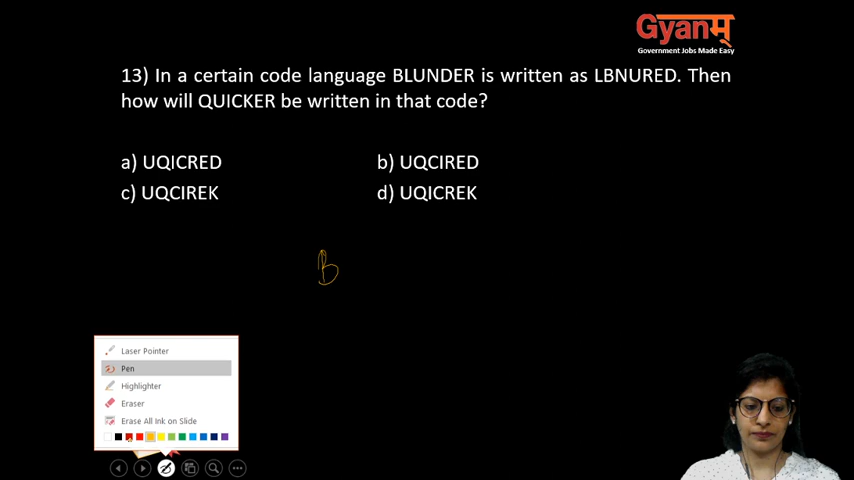 Gyanम्
Government Jobs Made Easy
13) In a certain code language BLUNDER is written as LBNURED. Then
how will QUICKER be written in that code?
a) UQICRED
b) UQCIRED
c) UQCIREK
d) UQICREK
B
Laser Pointer
Pen
Highlighter
Eraser
Erase All Ink on Slide